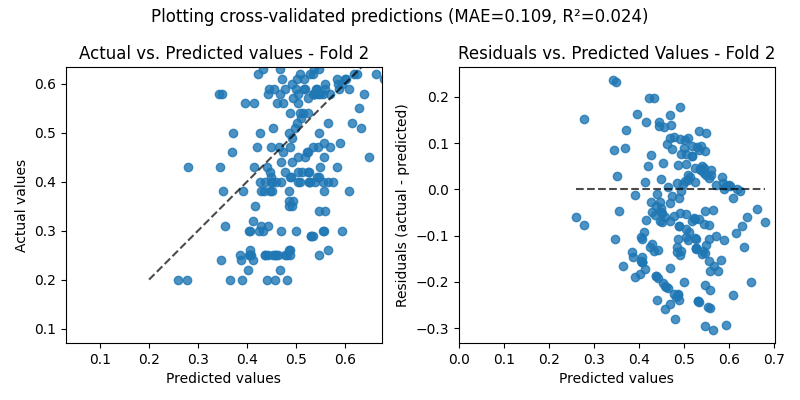 Plotting cross-validated predictions (MAE=0.109, R²=0.024)
Actual vs. Predicted values - Fold 2
Actual values
0.6
0.5
0.4
0.3
0.2
0.1
0.1 0.2 0.3 0.4 0.5 0.6
Predicted values
Residuals vs. Predicted Values - Fold 2
Residuals (actual - predicted)
0.2
0.1
0.0
−0.1
−0.2
−0.3
0.0 0.1 0.2 0.3 0.4 0.5 0.6 0.7
Predicted values